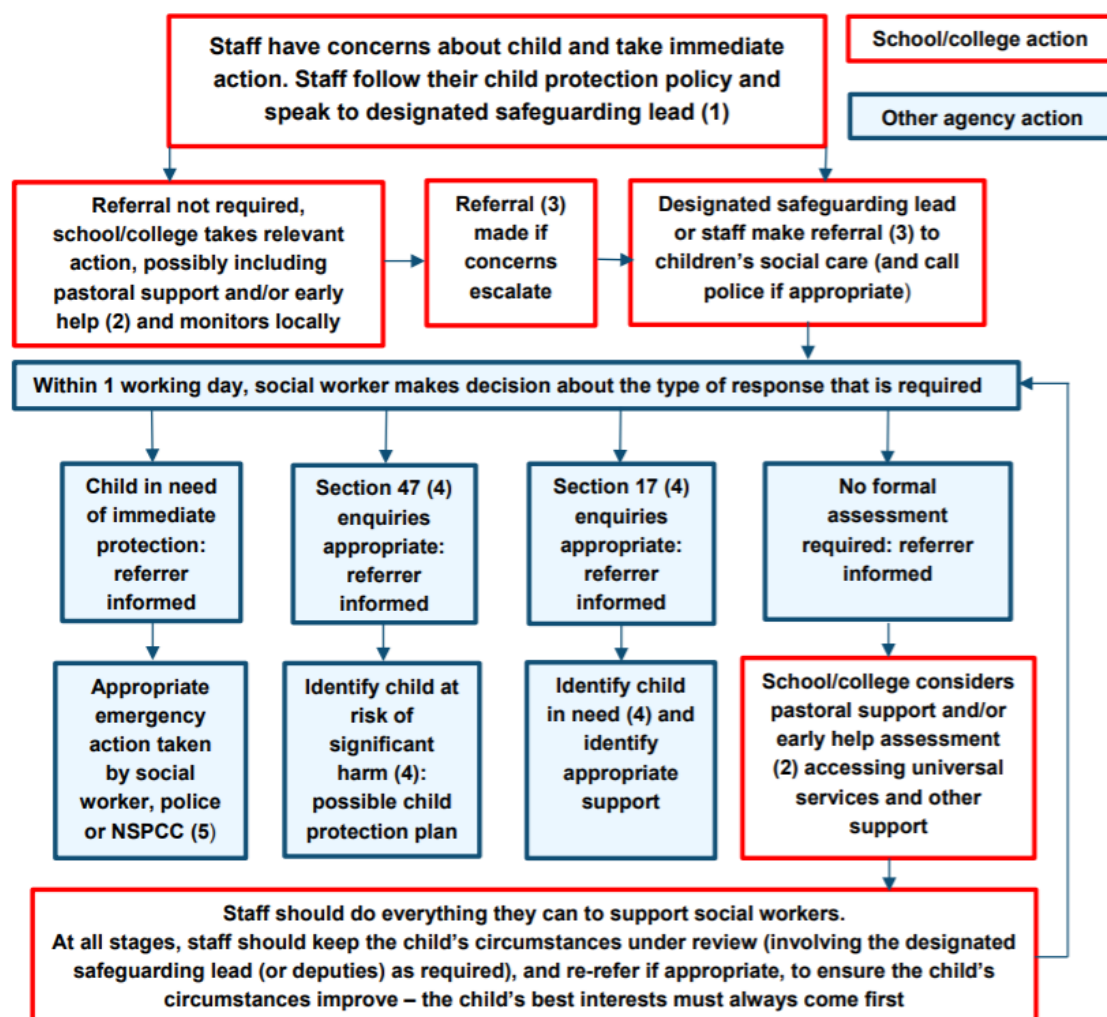 Staff have concerns about child and take immediate
action. Staff follow their child protection policy and
speak to designated safeguarding lead (1)
School/college action
Other agency action
Referral not required,
school/college takes relevant
action, possibly including
pastoral support and/or early
help (2) and monitors locally
Referral (3)
made if
concerns
escalate
Designated safeguarding lead
or staff make referral (3) to
children’s social care (and call
police if appropriate)
Within 1 working day, social worker makes decision about the type of response that is required
Child in need
of immediate
protection:
referrer
informed
Section 47 (4)
enquiries
appropriate:
referrer
informed
Section 17 (4)
enquiries
appropriate:
referrer
informed
No formal
assessment
required: referrer
informed
Appropriate
emergency
action taken
by social
worker, police
or NSPCC (5)
Identify child at
risk of
significant
harm (4):
possible child
protection plan
Identify child
in need (4) and
identify
appropriate
support
School/college considers
pastoral support and/or
early help assessment
(2) accessing universal
services and other
support
Staff should do everything they can to support social workers.
At all stages, staff should keep the child’s circumstances under review (involving the designated
safeguarding lead (or deputies) as required), and re-refer if appropriate, to ensure the child’s
circumstances improve – the child’s best interests must always come first